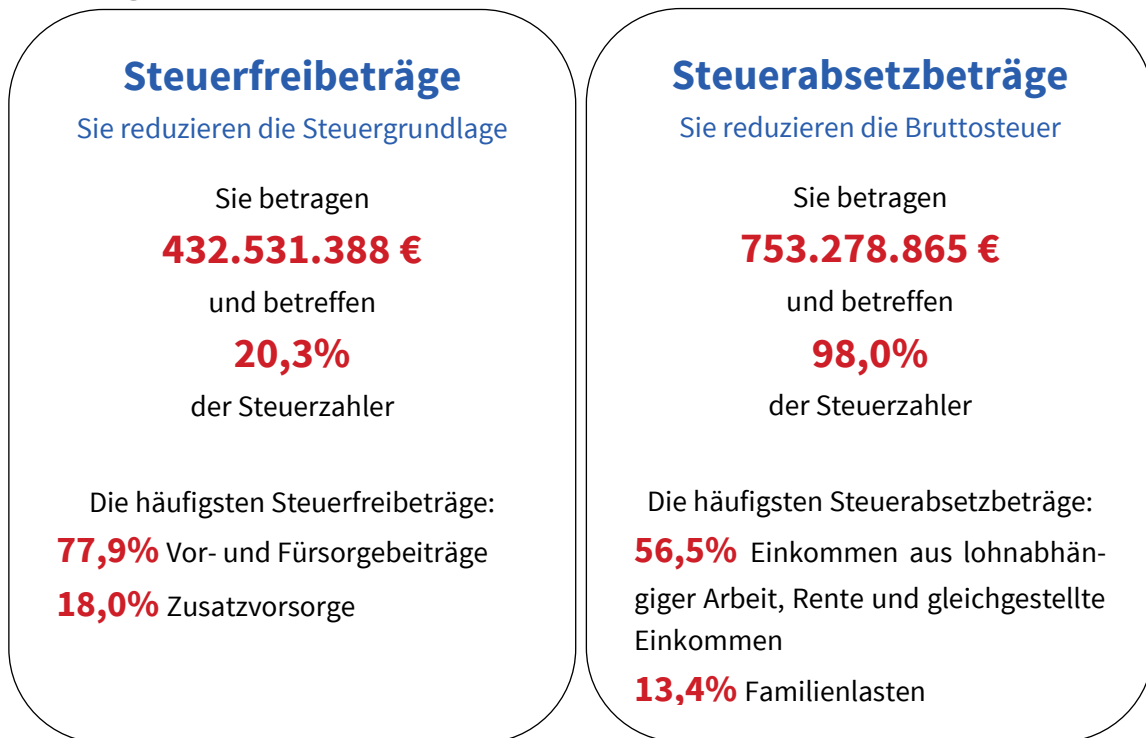 Steuerfreibeträge
Sie reduzieren die Steuergrundlage
Sie betragen
432.531.388 €
und betreffen
20,3%
der Steuerzahler
Die häufigsten Steuerfreibeträge:
77,9% Vor- und Fürsorgebeiträge
18,0% Zusatzvorsorge
Steuerabsetzbeträge
Sie reduzieren die Bruttosteuer
Sie betragen
753.278.865 €
und betreffen
98,0%
der Steuerzahler
Die häufigsten Steuerabsetzbeträge:
56,5% Einkommen aus lohnabhän-
giger Arbeit, Rente und gleichgestellte
Einkommen
13,4% Familienlasten